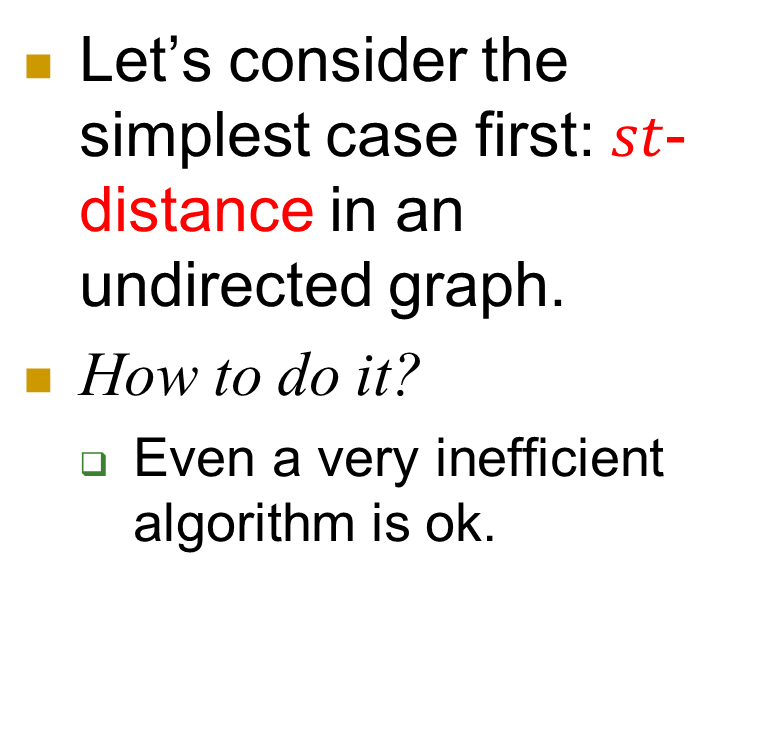 Let’s consider the
simplest case first: st-
distance in an
undirected graph.
How to do it?
Even a very inefficient
algorithm is ok.